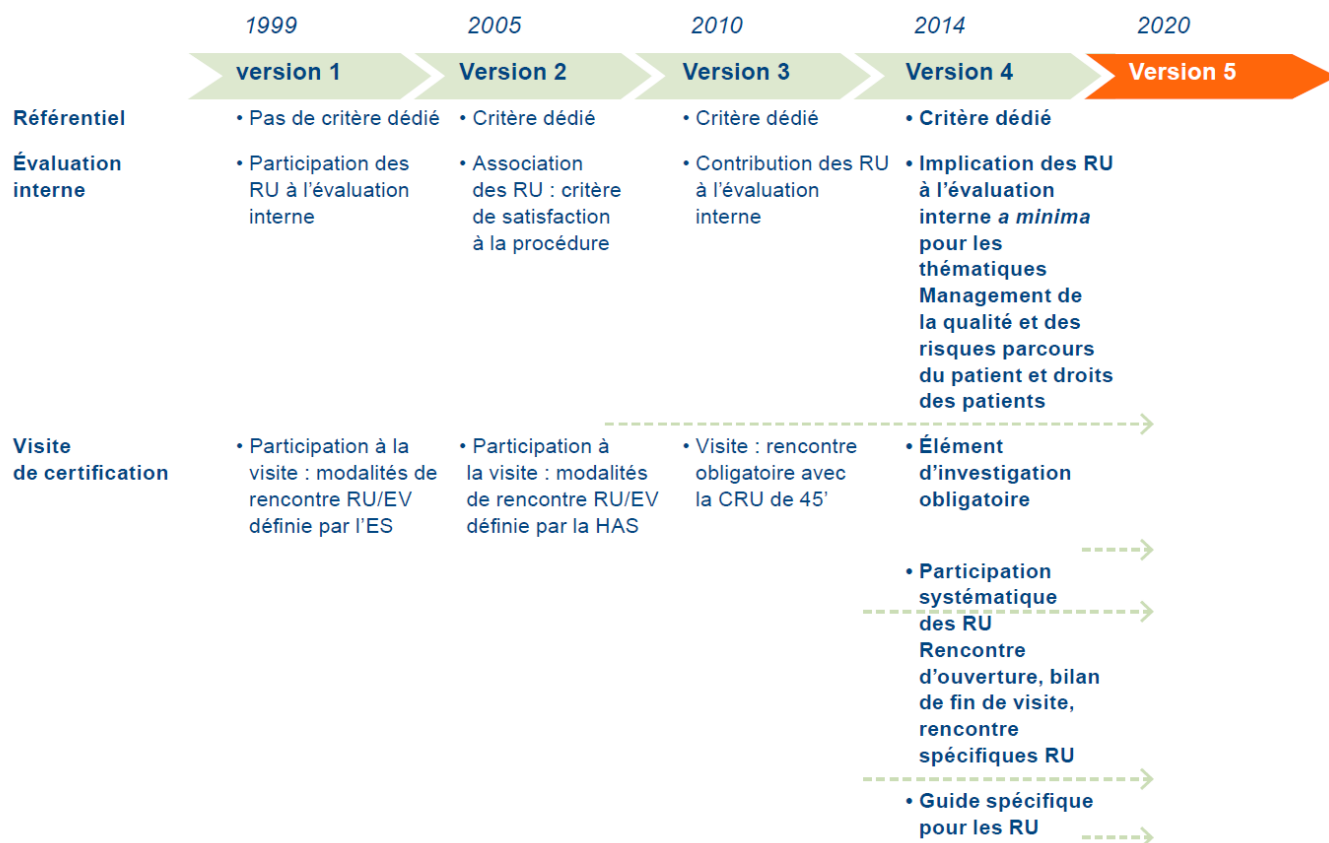 1999 2005 2010 2014 2020
version 1 Version 2 Version 3 Version 4 Version 5
Référentiel • Pas de critère dédié • Critère dédié • Critère dédié • Critère dédié
Évaluation • Participation des • Association • Contribution des RU • Implication des RU
interne RU à l’évaluation des RU : critère à l’évaluation à l’évaluation
interne de satisfaction interne interne a minima
à la procédure pour les
thématiques
Management de
la qualité et des
risques parcours
du patient et droits
des patients
Visite • Participation à la • Participation à • Visite : rencontre • Élément
de certification visite : modalités de la visite : modalités obligatoire avec d’investigation
rencontre RU/EV de rencontre RU/EV la CRU de 45’ obligatoire
définie par l’ES définie par la HAS
• Participation
systématique
des RU
Rencontre
d’ouverture, bilan
de fin de visite,
rencontre
spécifiques RU
• Guide spécifique
pour les RU